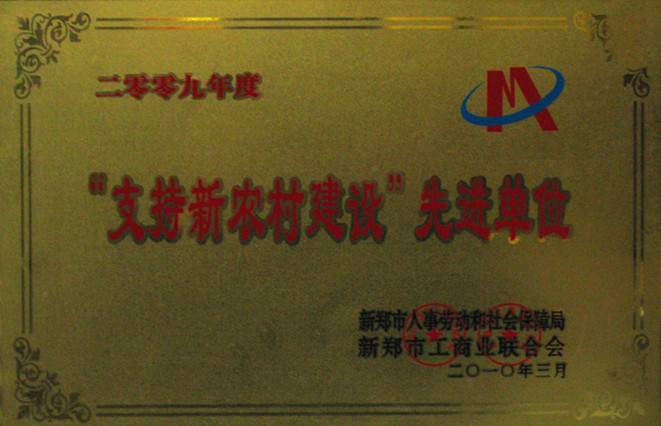 二零零九年度
“支持新农村建设”先进单位
新郑市人事劳动和社会保障局
新郑市工商业联合会
二〇一〇年三月